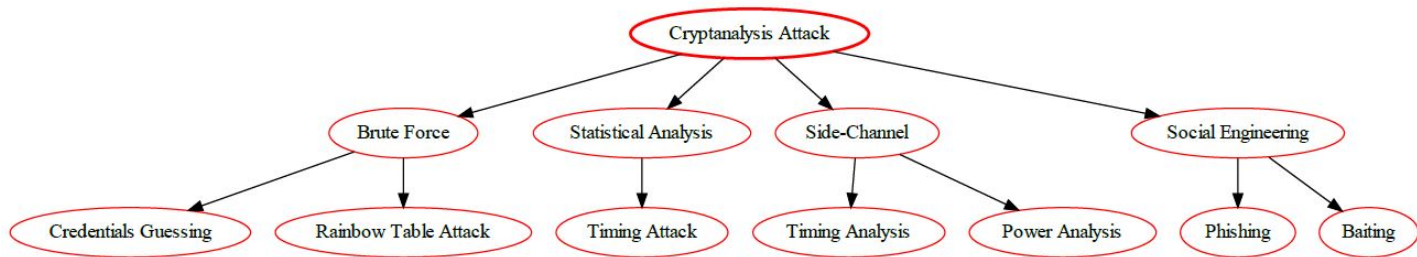 Cryptanalysis Attack
Brute Force
Statistical Analysis
Side-Channel
Social Engineering
Credentials Guessing
Rainbow Table Attack
Timing Attack
Timing Analysis
Power Analysis
Phishing
Baiting